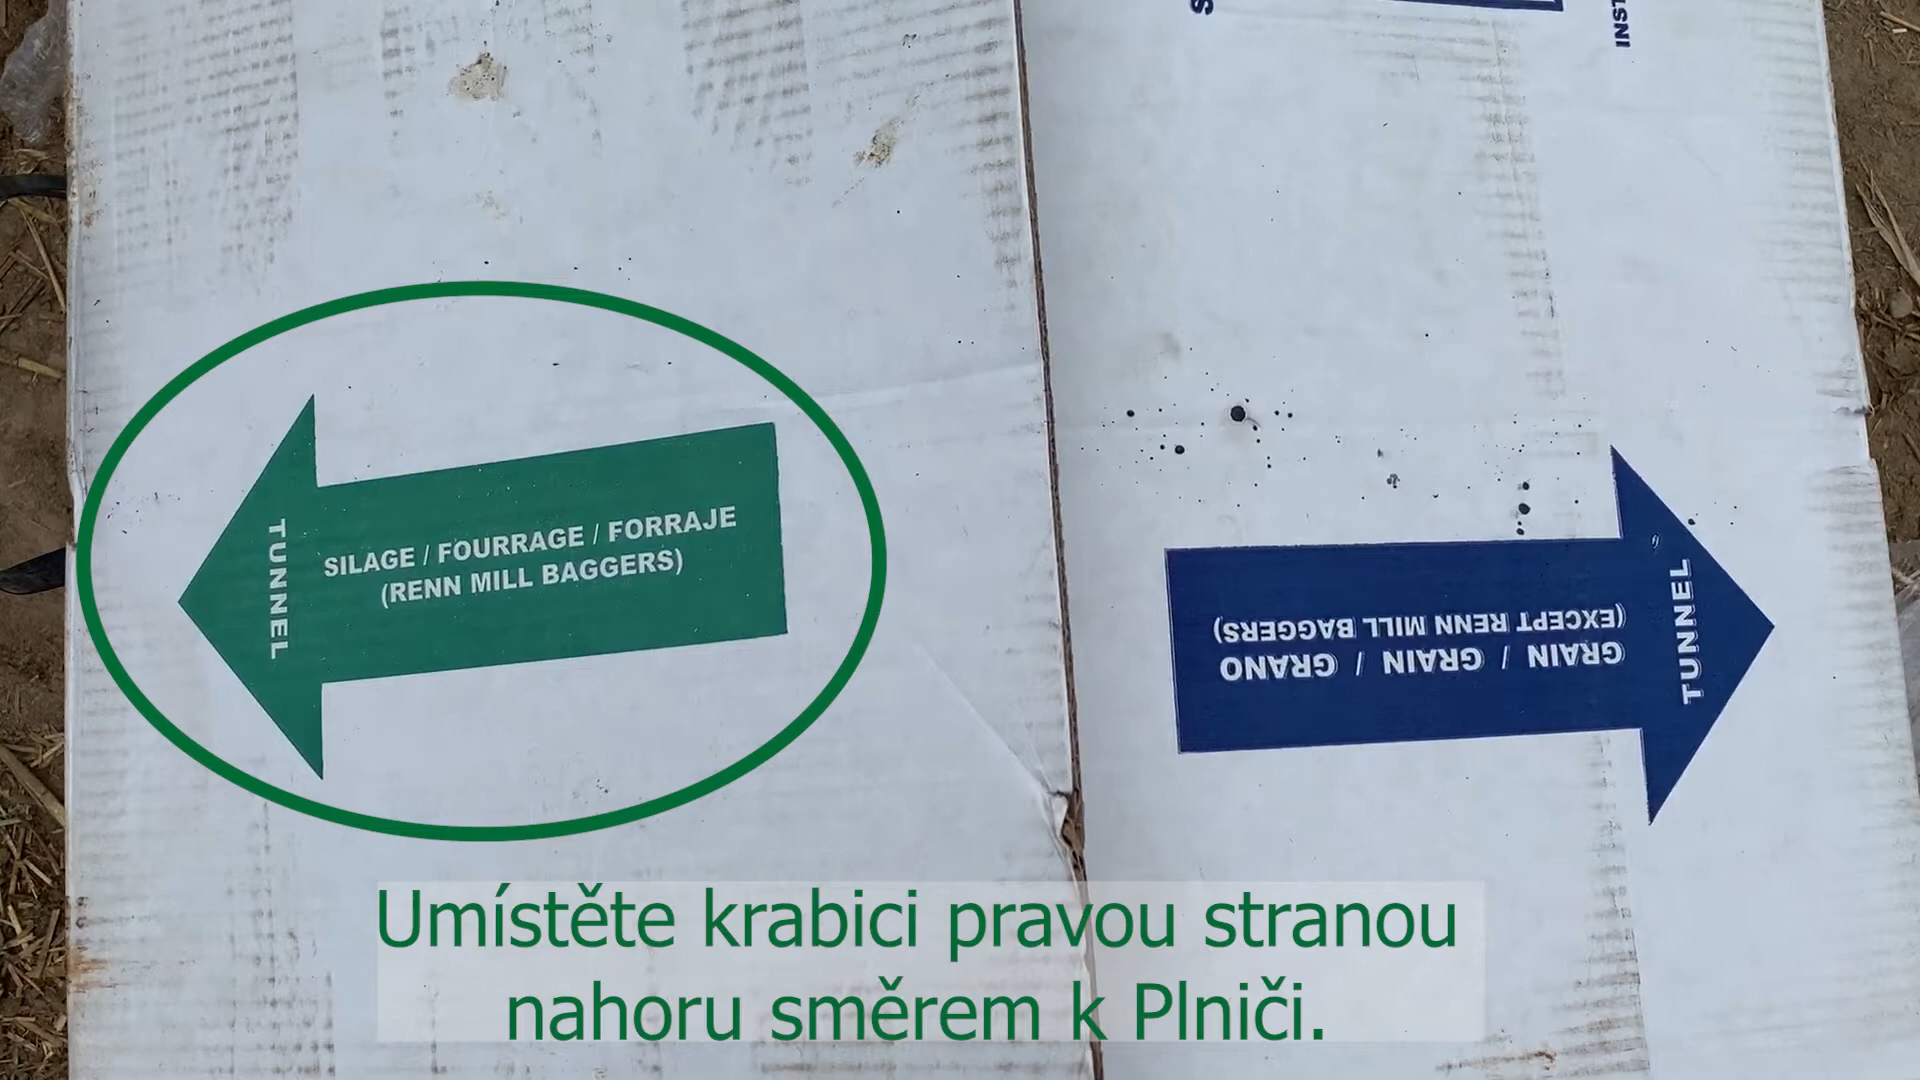 TUNNEL
SILAGE / FOURRAGE / FORRAJE
(RENN MILL BAGGERS)
GRAIN / GRAIN / GRANO
(EXCEPT RENN MILL BAGGERS)
TUNNEL
Umístěte krabici pravou stranou
nahoru směrem k Plniči.